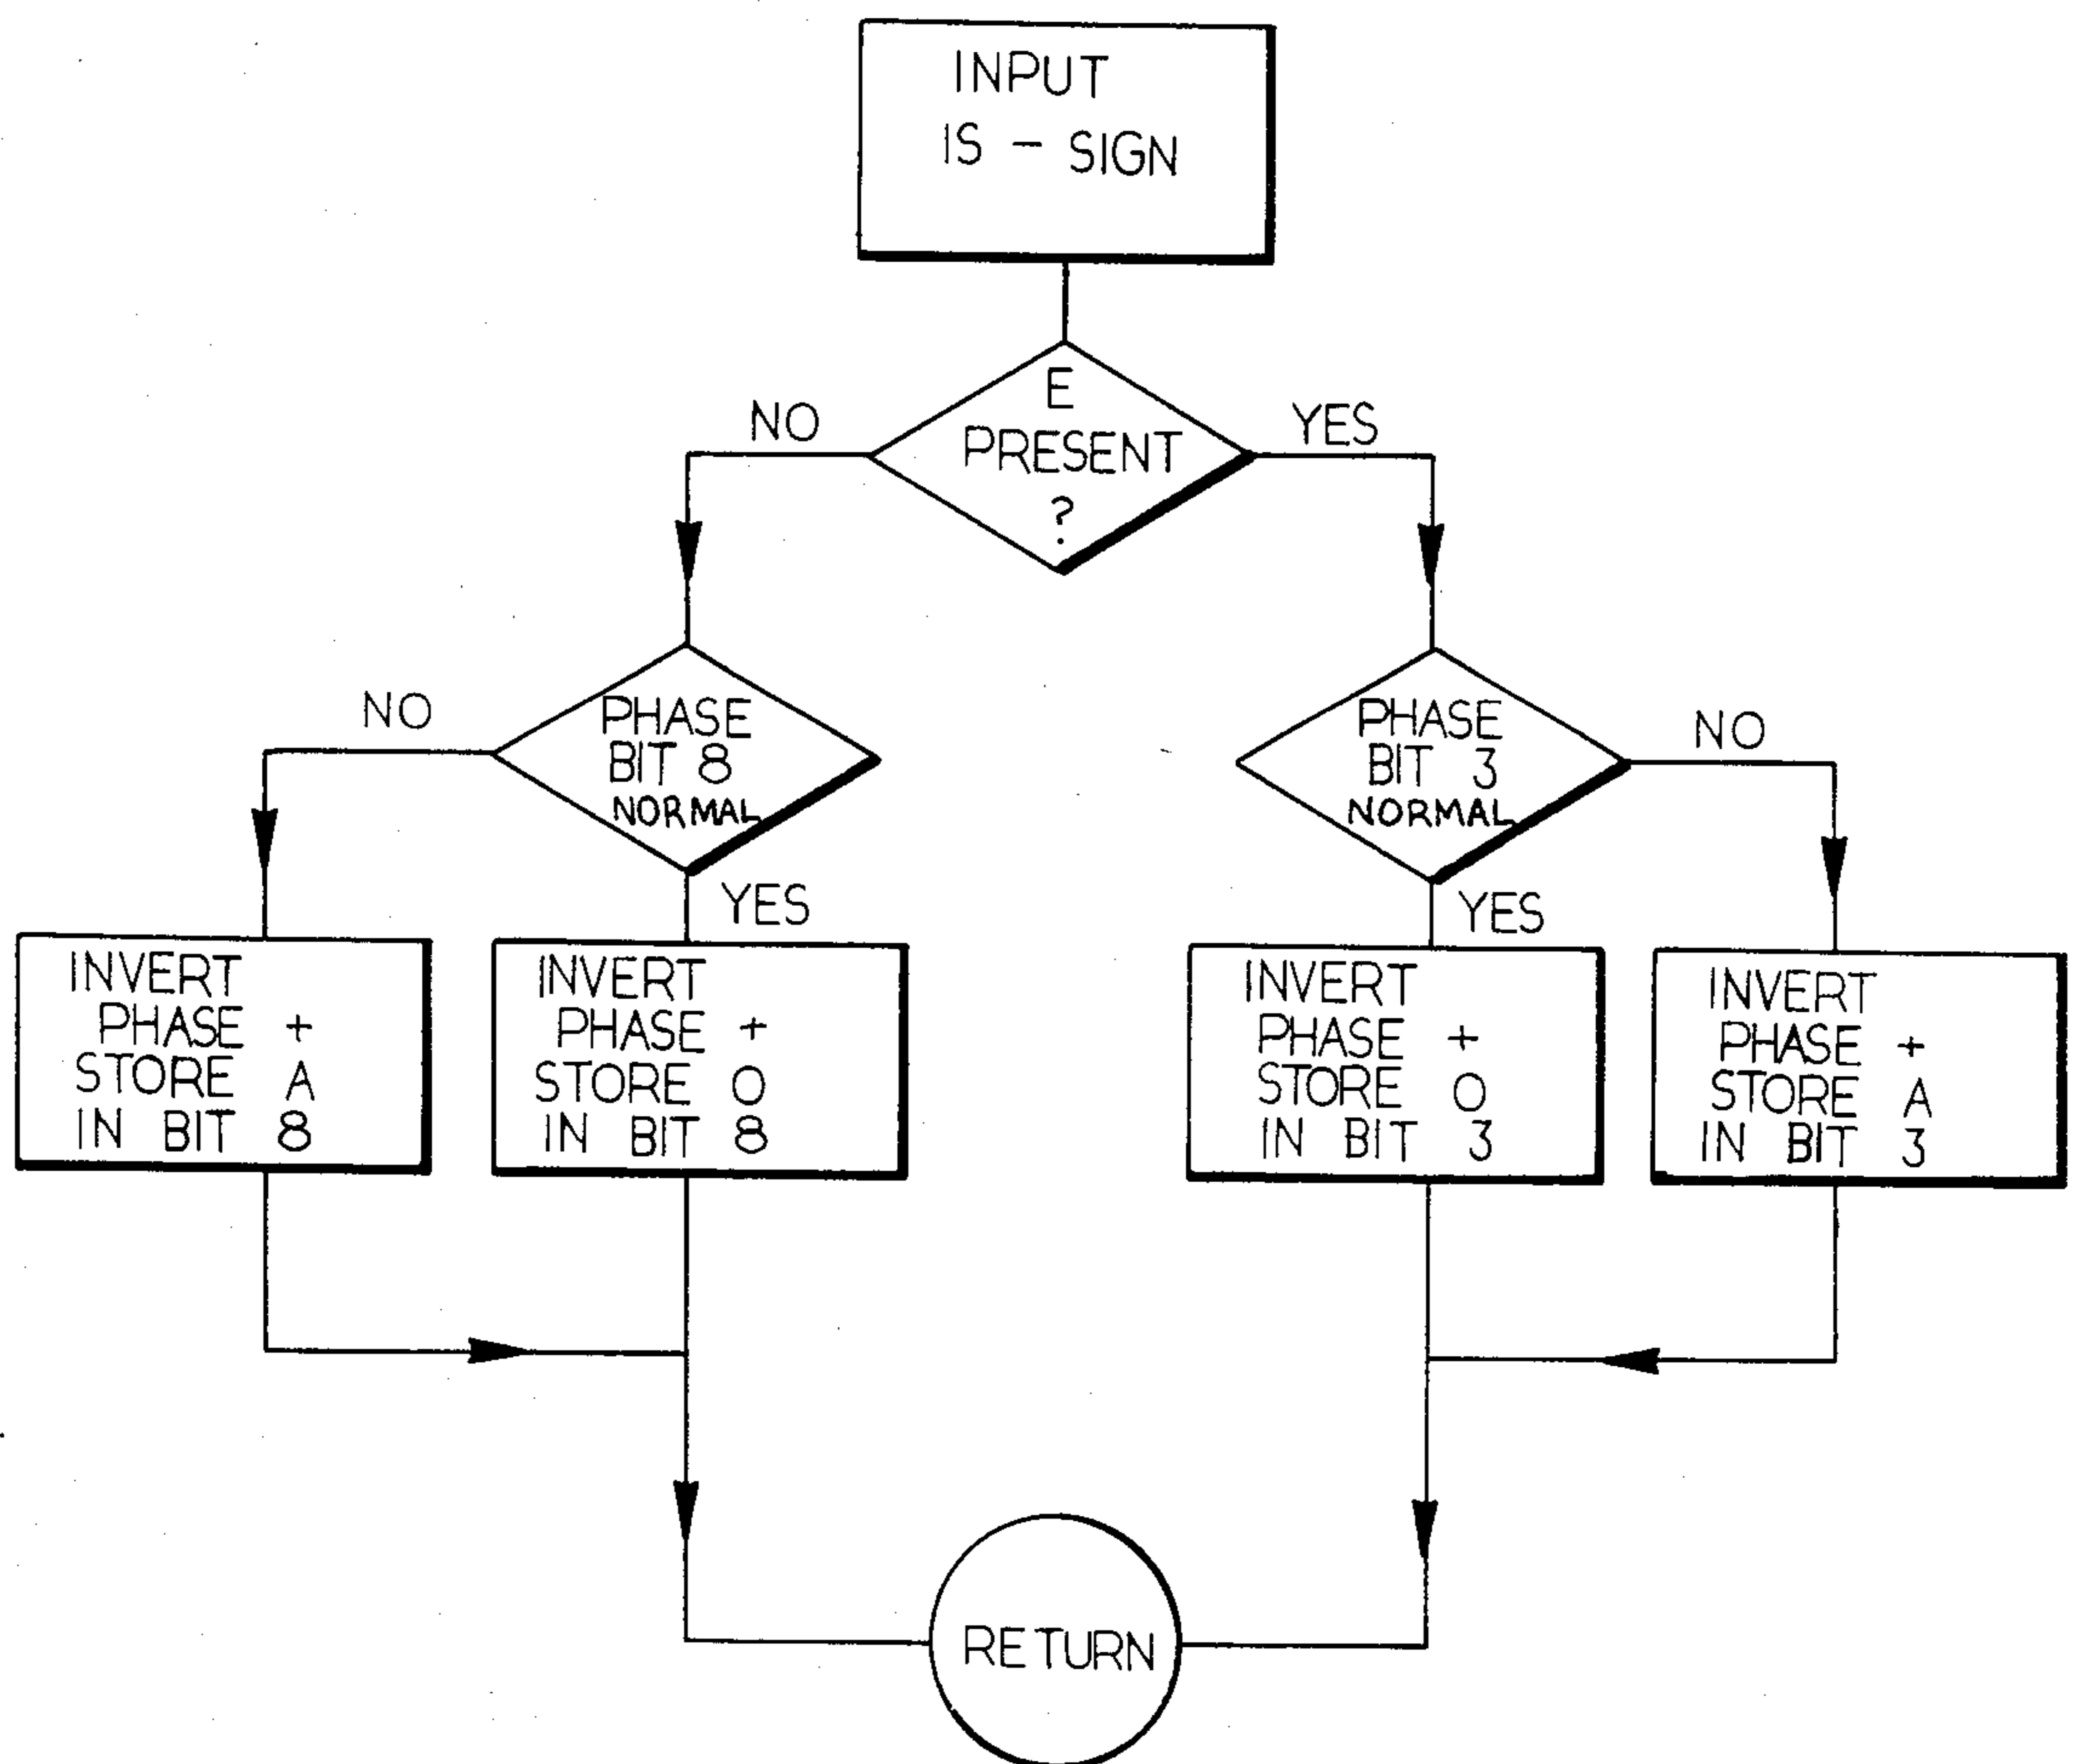 INPUT
IS - SIGN
E
PRESENT
?
NO
YES
PHASE
BIT 8
NORMAL
NO
YES
PHASE
BIT 3
NORMAL
NO
YES
INVERT
PHASE +
STORE A
IN BIT 8
INVERT
PHASE +
STORE O
IN BIT 8
INVERT
PHASE +
STORE O
IN BIT 3
INVERT
PHASE +
STORE A
IN BIT 3
RETURN